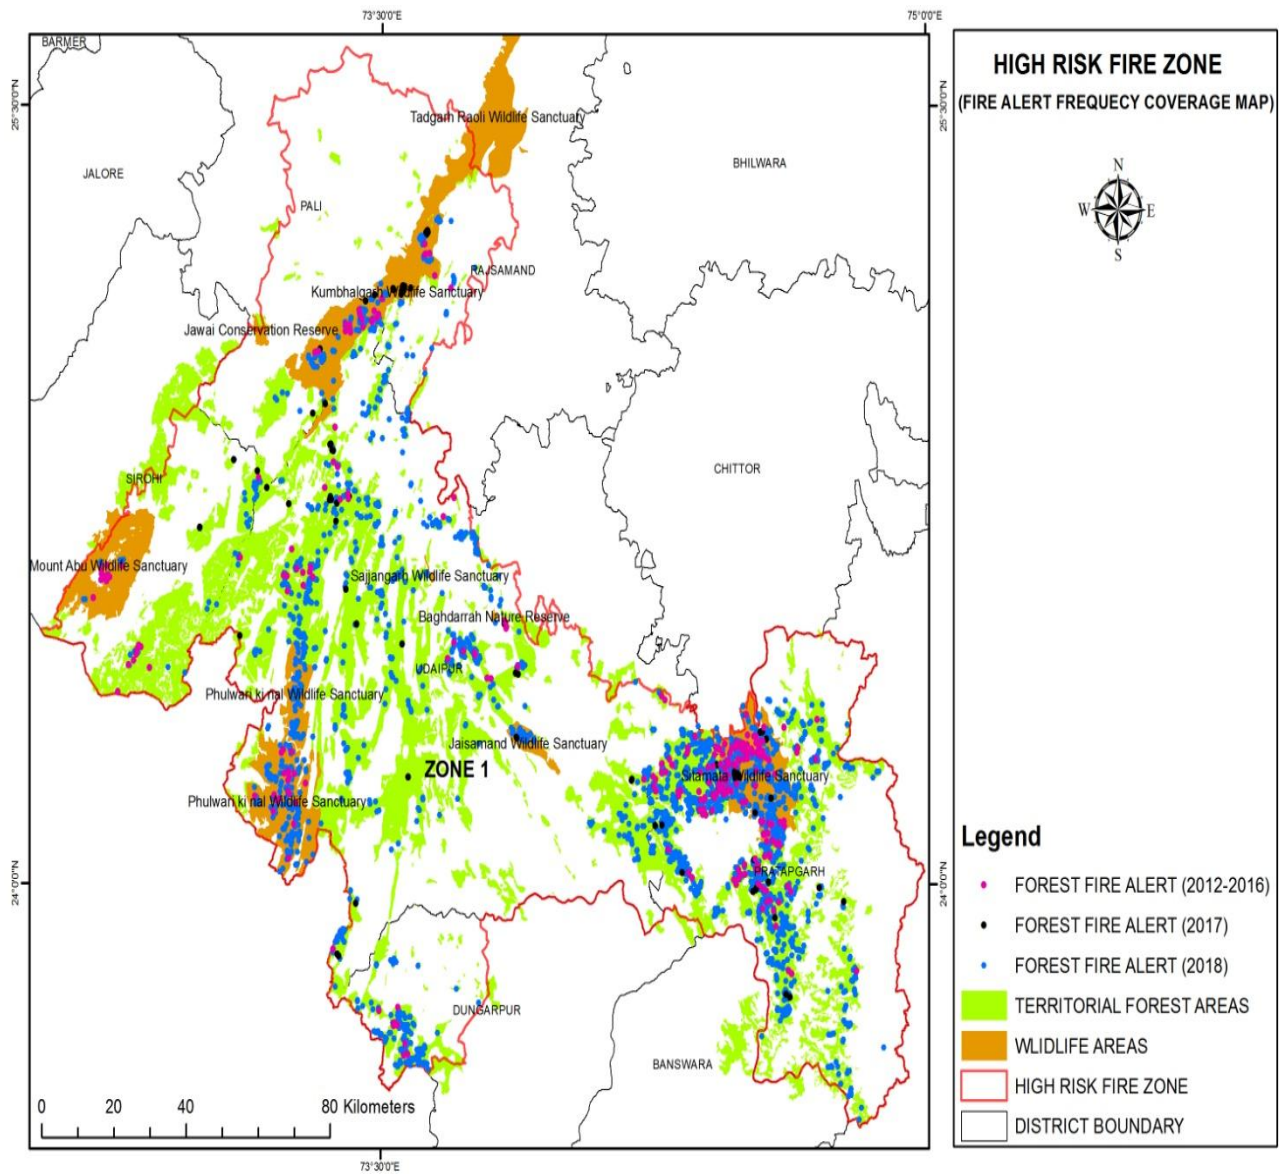 73°30'0"E
75°0'0"E
BARMER
HIGH RISK FIRE ZONE
(FIRE ALERT FREQUECY COVERAGE MAP)
25°30'0"N
25°30'0"N
Tadgarh Raoli Wildlife Sanctuary
BHILWARA
JALORE
N
W
E
S
PALI
RAJSAMAND
Kumbhalgarh Wildlife Sanctuary
Jawai Conservation Reserve
CHITTOR
SIROHI
Mount Abu Wildlife Sanctuary
Sajjangarh Wildlife Sanctuary
Baghdarrah Nature Reserve
UDAIPUR
Phulwari ki nal Wildlife Sanctuary
Jaisamand Wildlife Sanctuary
ZONE 1
Sitamata Wildlife Sanctuary
Phulwari ki nal Wildlife Sanctuary
Legend
PRATAPGARH
24°0'0"N
24°0'0"N
FOREST FIRE ALERT (2012-2016)
FOREST FIRE ALERT (2017)
FOREST FIRE ALERT (2018)
DUNGARPUR
TERRITORIAL FOREST AREAS
WLIDLIFE AREAS
BANSWARA
HIGH RISK FIRE ZONE
0 20 40 80 Kilometers
DISTRICT BOUNDARY
73°30'0"E